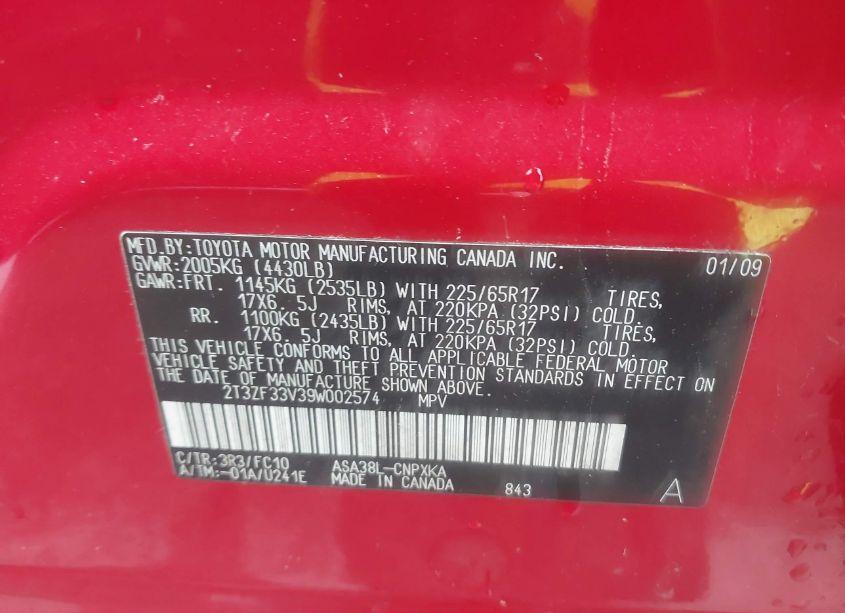 MFD.BY:TOYOTA MOTOR MANUFACTURING CANADA INC. 01/09
GVWR:2005KG (4430LB)
GAWR:FRT. 1145KG (2535LB) WITH 225/65R17 TIRES,
17X6.5J RIMS, AT 220KPA (32PSI) COLD.
RR. 1100KG (2435LB) WITH 225/65R17 TIRES,
17X6.5J RIMS, AT 220KPA (32PSI) COLD.
THIS VEHICLE CONFORMS TO ALL APPLICABLE FEDERAL MOTOR
VEHICLE SAFETY AND THEFT PREVENTION STANDARDS IN EFFECT ON
THE DATE OF MANUFACTURE SHOWN ABOVE.
2T3ZF33V39W002574 MPV
C/TR:3R3/FC10 ASA38L-CNPXKA
A/TM:-01A/U241E MADE IN CANADA 843 A